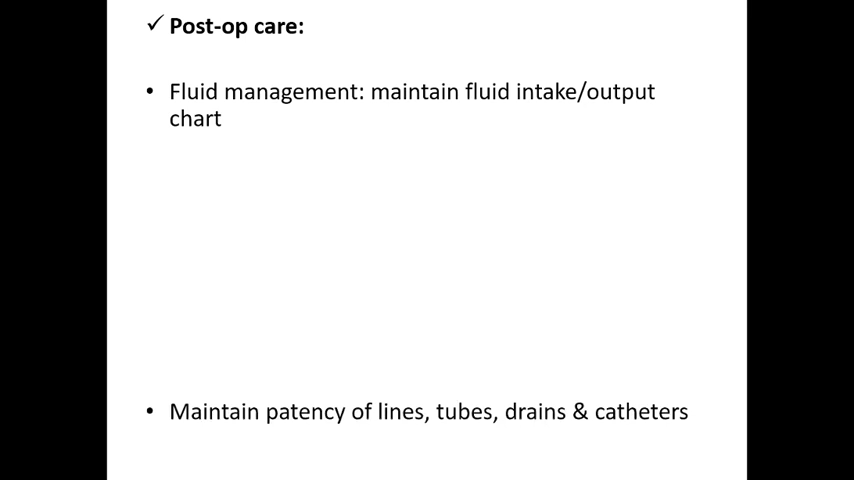 ✓ Post-op care:
• Fluid management: maintain fluid intake/output
chart
• Maintain patency of lines, tubes, drains & catheters